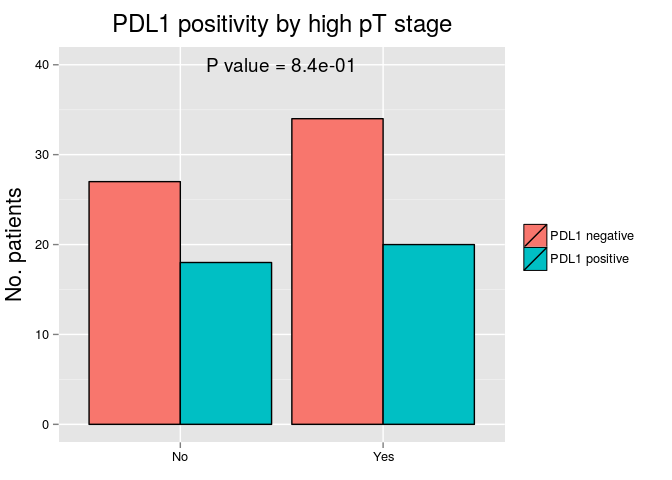 PDL1 positivity by high pT stage
P value = 8.4e-01
No. patients
40
30
20
10
0
No Yes
PDL1 negative
PDL1 positive